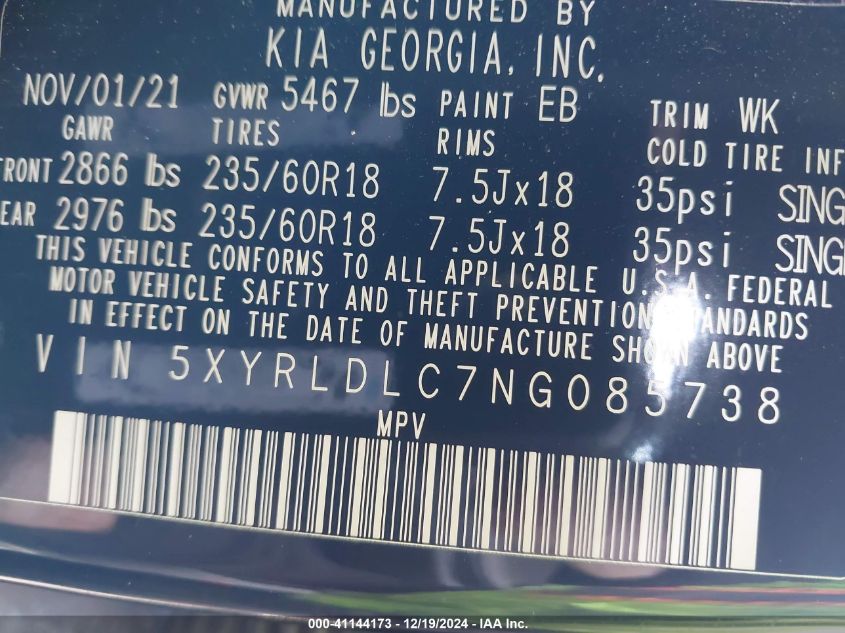 MANUFACTURED BY
KIA GEORGIA, INC.
NOV/01/21 GVWR 5467 lbs PAINT EB TRIM WK
GAWR TIRES RIMS COLD TIRE INF
FRONT 2866 lbs 235/60R18 7.5Jx18 35psi SING
EAR 2976 lbs 235/60R18 7.5Jx18 35psi SING
THIS VEHICLE CONFORMS TO ALL APPLICABLE U.S.A. FEDERAL
MOTOR VEHICLE SAFETY AND THEFT PREVENTION STANDARDS
IN EFFECT ON THE DATE OF MANUFACTURE SHOWN ABOVE
VIN 5XYRLDLC7NG085738
MPV
000-41144173 - 12/19/2024 - IAA Inc.